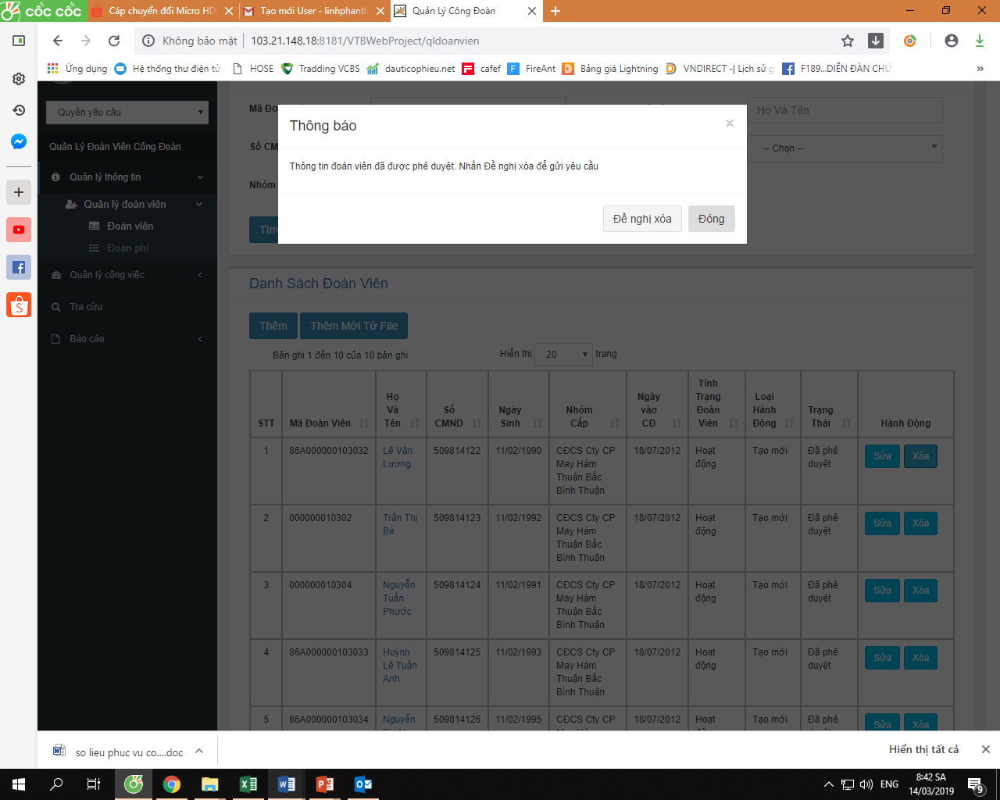 cốc cốc
Cáp chuyển đổi Micro HD
Tạo mới User - linhphanth
Quản Lý Công Đoàn
Không bảo mật
103.21.148.18:8181/VTBWebProject/qldoanvien
Ứng dụng
Hệ thống thư điện tử
HOSE
Tradding VCBS
dauticophieu.net
cafef
FireAnt
Bảng giá Lightning
VNDIRECT -| Lịch sử g
F189...DIỄN ĐÀN CHỨ
»
Quyền yêu cầu
Quản Lý Đoàn Viên Công Đoàn
Quản lý thông tin
Quản lý đoàn viên
Đoàn viên
Đoàn phí
Quản lý công việc
Tra cứu
Báo cáo
Mã Đo
Họ Và Tên
Số CM
-- Chọn --
Nhóm
Tìm
Thông báo
×
Thông tin đoàn viên đã được phê duyệt. Nhấn Đề nghị xóa để gửi yêu cầu
Đề nghị xóa
Đóng
Danh Sách Đoàn Viên
Thêm
Thêm Mới Từ File
Bản ghi 1 đến 10 của 10 bản ghi
Hiển thị 20 trang
STT
Mã Đoàn Viên
Họ
Và
Tên
Số
CMND
Ngày
Sinh
Nhóm
Cấp
Ngày
vào
CĐ
Tình
Trạng
Đoàn
Viên
Loại
Hành
Động
Trạng
Thái
Hành Động
1
86A000000103032
Lê Văn
Lương
509814122
11/02/1990
CĐCS Cty CP
May Hàm
Thuận Bắc
Bình Thuận
18/07/2012
Hoạt
động
Tạo mới
Đã phê
duyệt
Sửa
Xóa
2
000000010302
Trần Thị
Bé
509814123
11/02/1992
CĐCS Cty CP
May Hàm
Thuận Bắc
Bình Thuận
18/07/2012
Hoạt
động
Tạo mới
Đã phê
duyệt
Sửa
Xóa
3
000000010304
Nguyễn
Tuấn
Phước
509814124
11/02/1991
CĐCS Cty CP
May Hàm
Thuận Bắc
Bình Thuận
18/07/2012
Hoạt
động
Tạo mới
Đã phê
duyệt
Sửa
Xóa
4
86A000000103033
Huỳnh
Lê Tuấn
Anh
509814125
11/02/1993
CĐCS Cty CP
May Hàm
Thuận Bắc
Bình Thuận
18/07/2012
Hoạt
động
Tạo mới
Đã phê
duyệt
Sửa
Xóa
5
86A000000103034
Nguyễn
509814126
11/02/1995
CĐCS Cty CP
18/07/2012
Hoạt
Tạo mới
Đã phê
Sửa
Xóa
so lieu phuc vu co....doc
Hiển thị tất cả
ENG
8:42 SA
14/03/2019
9